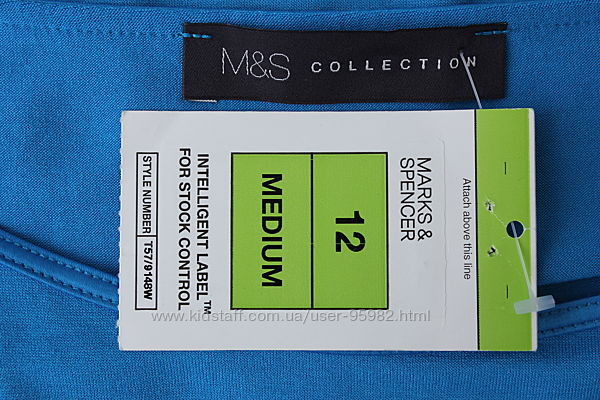 M&S COLLECTION
Attach above this line
MARKS &
SPENCER
12
MEDIUM
INTELLIGENT LABEL™
FOR STOCK CONTROL
STYLE NUMBER T57/9148W
www.kidstaff.com.ua/user-95982.html